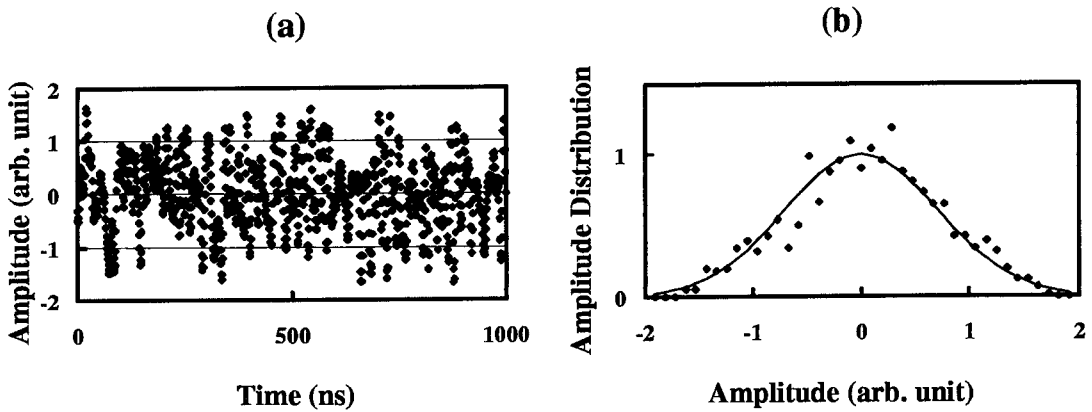 (a)
Amplitude (arb. unit)
2
1
0
-1
-2
0 500 1000
Time (ns)
(b)
Amplitude Distribution
1
0
-2 -1 0 1 2
Amplitude (arb. unit)